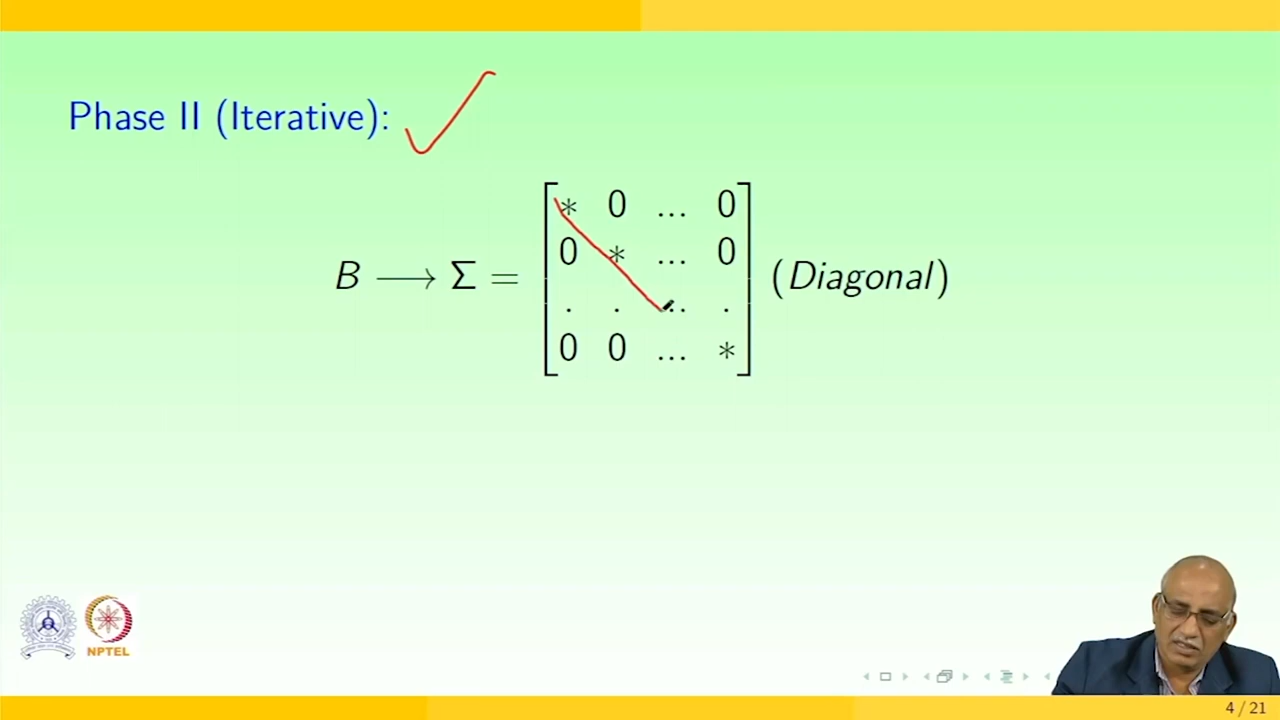 Phase II (Iterative):
B ⟶ Σ = [* 0 ... 0
0 * ... 0
. . ... .
0 0 ... *] (Diagonal)
NPTEL
4 / 21